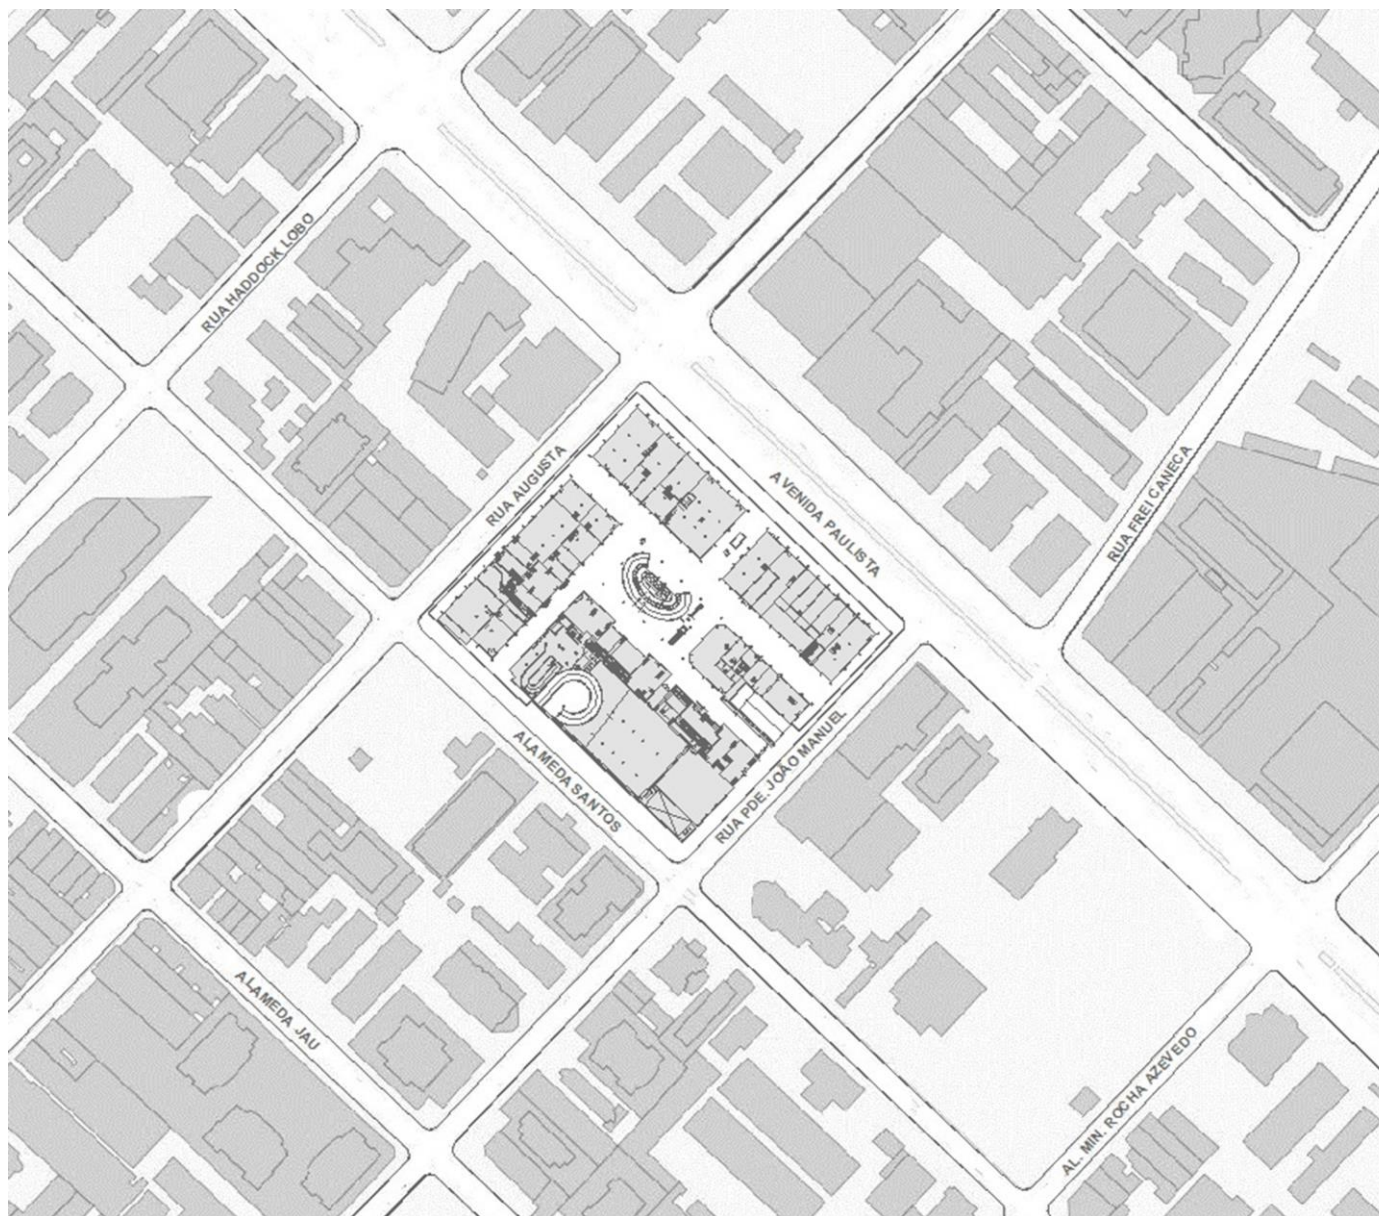 RUA HADDOCK LOBO
RUA AUGUSTA
AVENIDA PAULISTA
RUA FREI CANECA
ALAMEDA SANTOS
RUA PDE. JOÃO MANUEL
ALAMEDA JAU
AL. MIN. ROCHA AZEVEDO